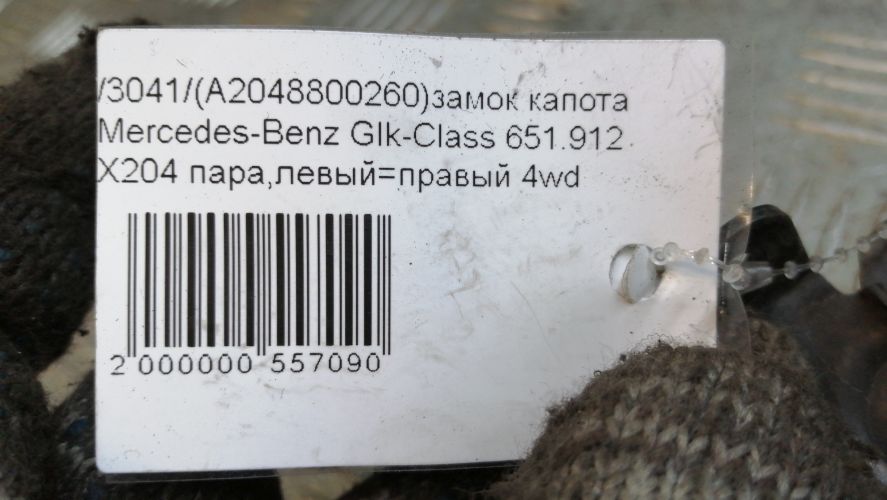 /3041/(A2048800260)замок капота
Mercedes-Benz Glk-Class 651.912
X204 пара,левый=правый 4wd
2 000000 557090